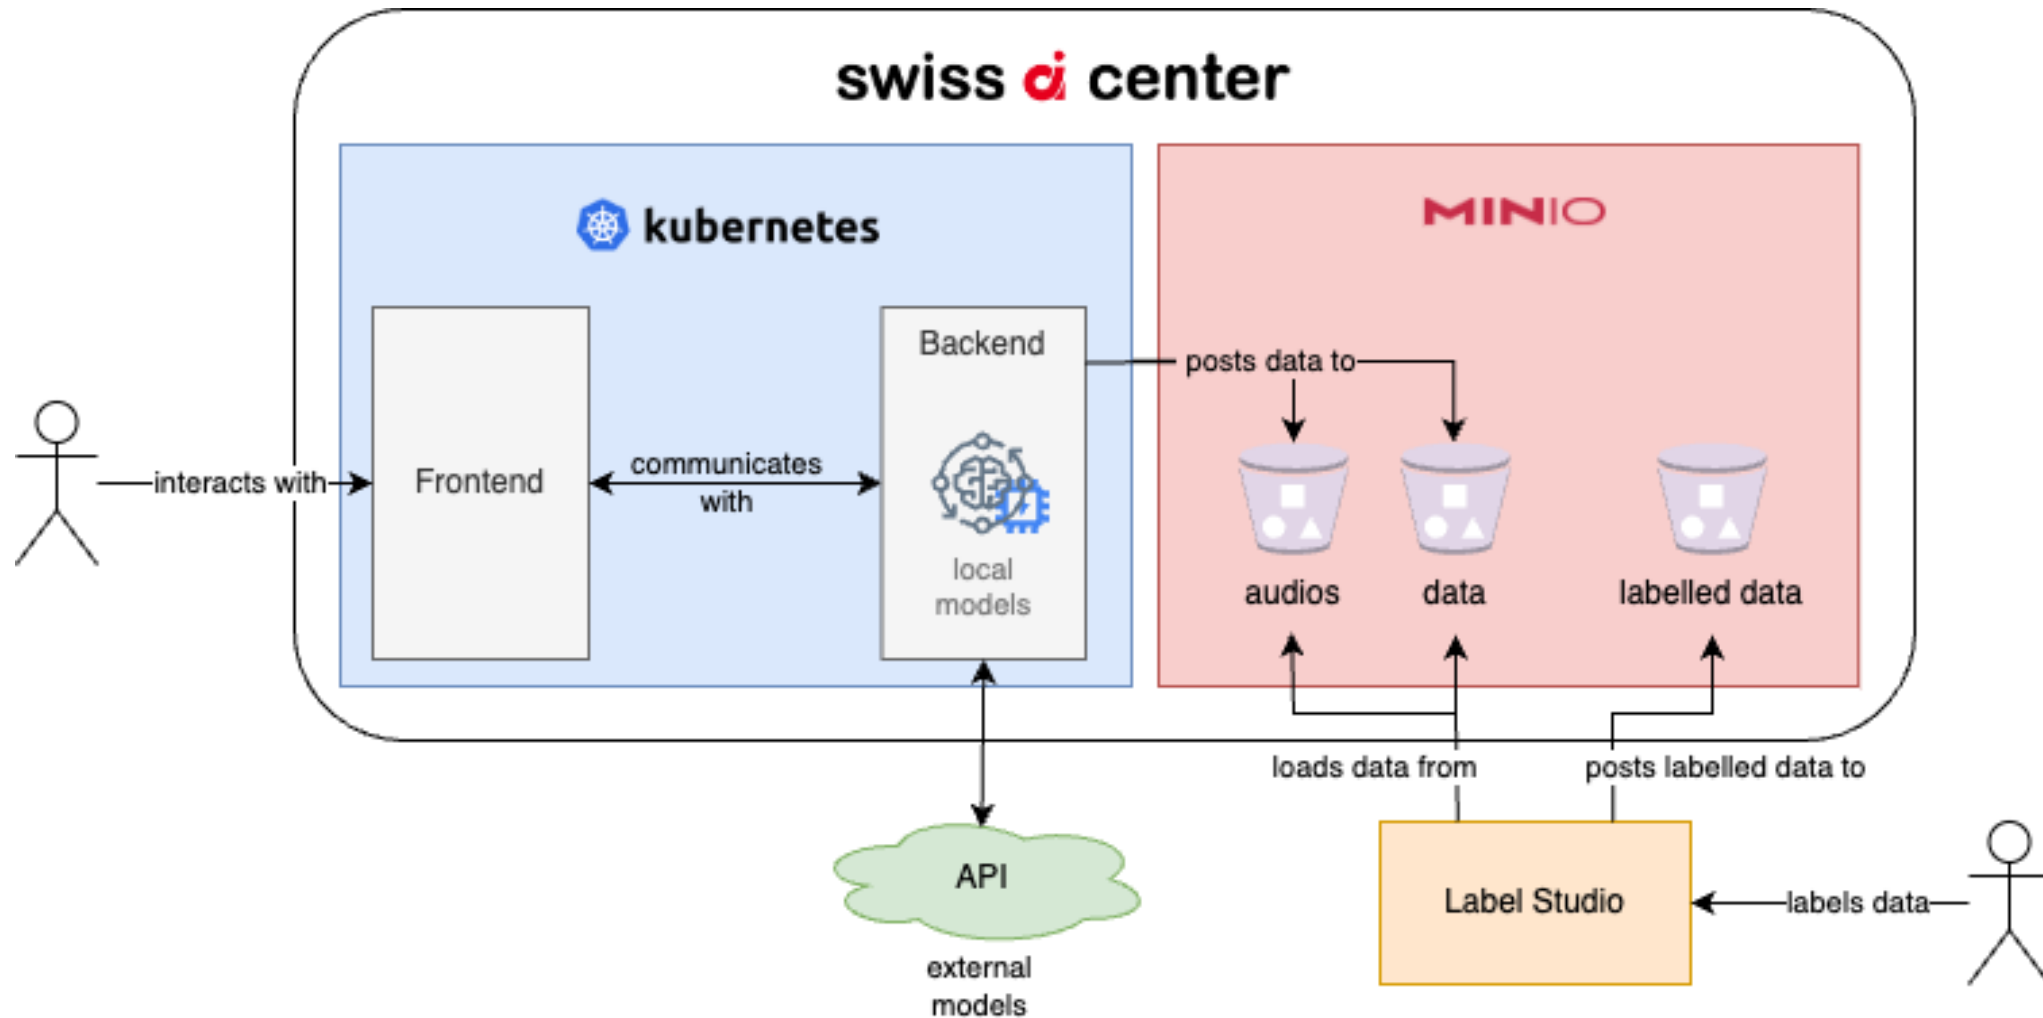 swiss ai center
kubernetes
MINIO
Backend
posts data to
interacts with
Frontend
communicates
with
local
models
audios
data
labelled data
loads data from
posts labelled data to
API
Label Studio
labels data
external
models